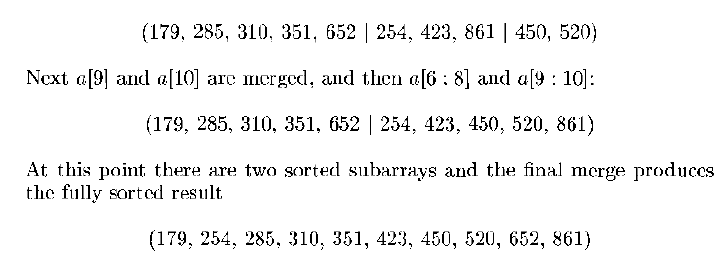 (179, 285, 310, 351, 652 | 254, 423, 861 | 450, 520)
Next a[9] and a[10] are merged, and then a[6 : 8] and a[9 : 10]:
(179, 285, 310, 351, 652 | 254, 423, 450, 520, 861)
At this point there are two sorted subarrays and the final merge produces
the fully sorted result
(179, 254, 285, 310, 351, 423, 450, 520, 652, 861)